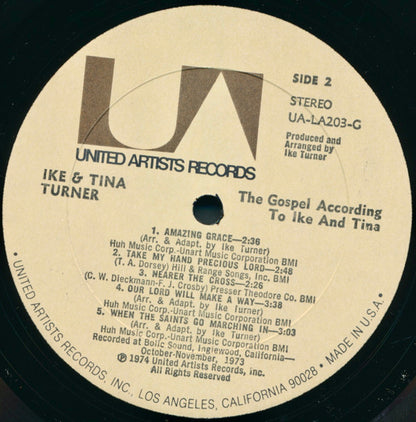 UA
SIDE 2
STEREO
UA-LA203-G
Produced and
Arranged by
Ike Turner
UNITED ARTISTS RECORDS
IKE & TINA
TURNER
The Gospel According
To Ike And Tina
1. AMAZING GRACE—2:36
(Arr. & Adapt. by Ike Turner)
Huh Music Corp.-Unart Music Corporation BMI
2. TAKE MY HAND PRECIOUS LORD—2:48
(T. A. Dorsey) Hill & Range Songs, Inc. BMI
3. NEARER THE CROSS—2:26
(C. W. Dieckmann-F. J. Crosby) Presser Theodore Co. BMI
4. OUR LORD WILL MAKE A WAY—3:38
(Arr. & Adapt. by Ike Turner)
Huh Music Corp.-Unart Music Corporation BMI
5. WHEN THE SAINTS GO MARCHING IN—3:03
(Arr. & Adapt. by Ike Turner)
Huh Music Corp.-Unart Music Corporation BMI
Recorded at Bolic Sound, Inglewood, California—
October-November, 1973
℗ 1974 United Artists Records, inc.
All Rights Reserved
• UNITED ARTISTS RECORDS, INC., LOS ANGELES, CALIFORNIA 90028 • MADE IN U.S.A. •